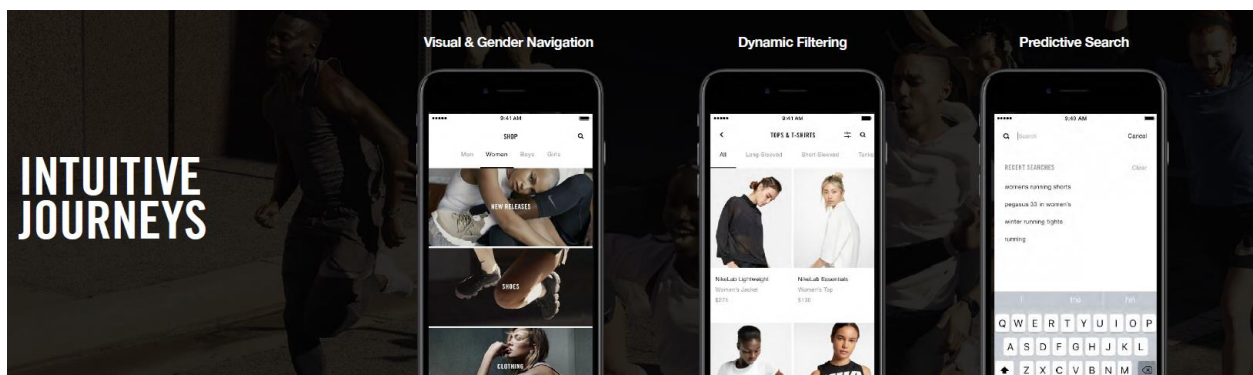 INTUITIVE
JOURNEYS
Visual & Gender Navigation
9:41 AM
SHOP
Men Women Boys Girls
NEW RELEASES
SHOES
CLOTHING
Dynamic Filtering
9:41 AM
TOPS & T-SHIRTS
All Long-Sleeved Short-Sleeved Tanks
NikeLab Lightweight
Women's Jacket
NikeLab Essentials
Women's Top
Predictive Search
9:40 AM
Search Cancel
RECENT SEARCHES Clear
womens running shorts
pegasus 33 in women's
winter running tights
running
I the
Q W E R T Y U I O P
A S D F G H J K L
Z X C V B N M